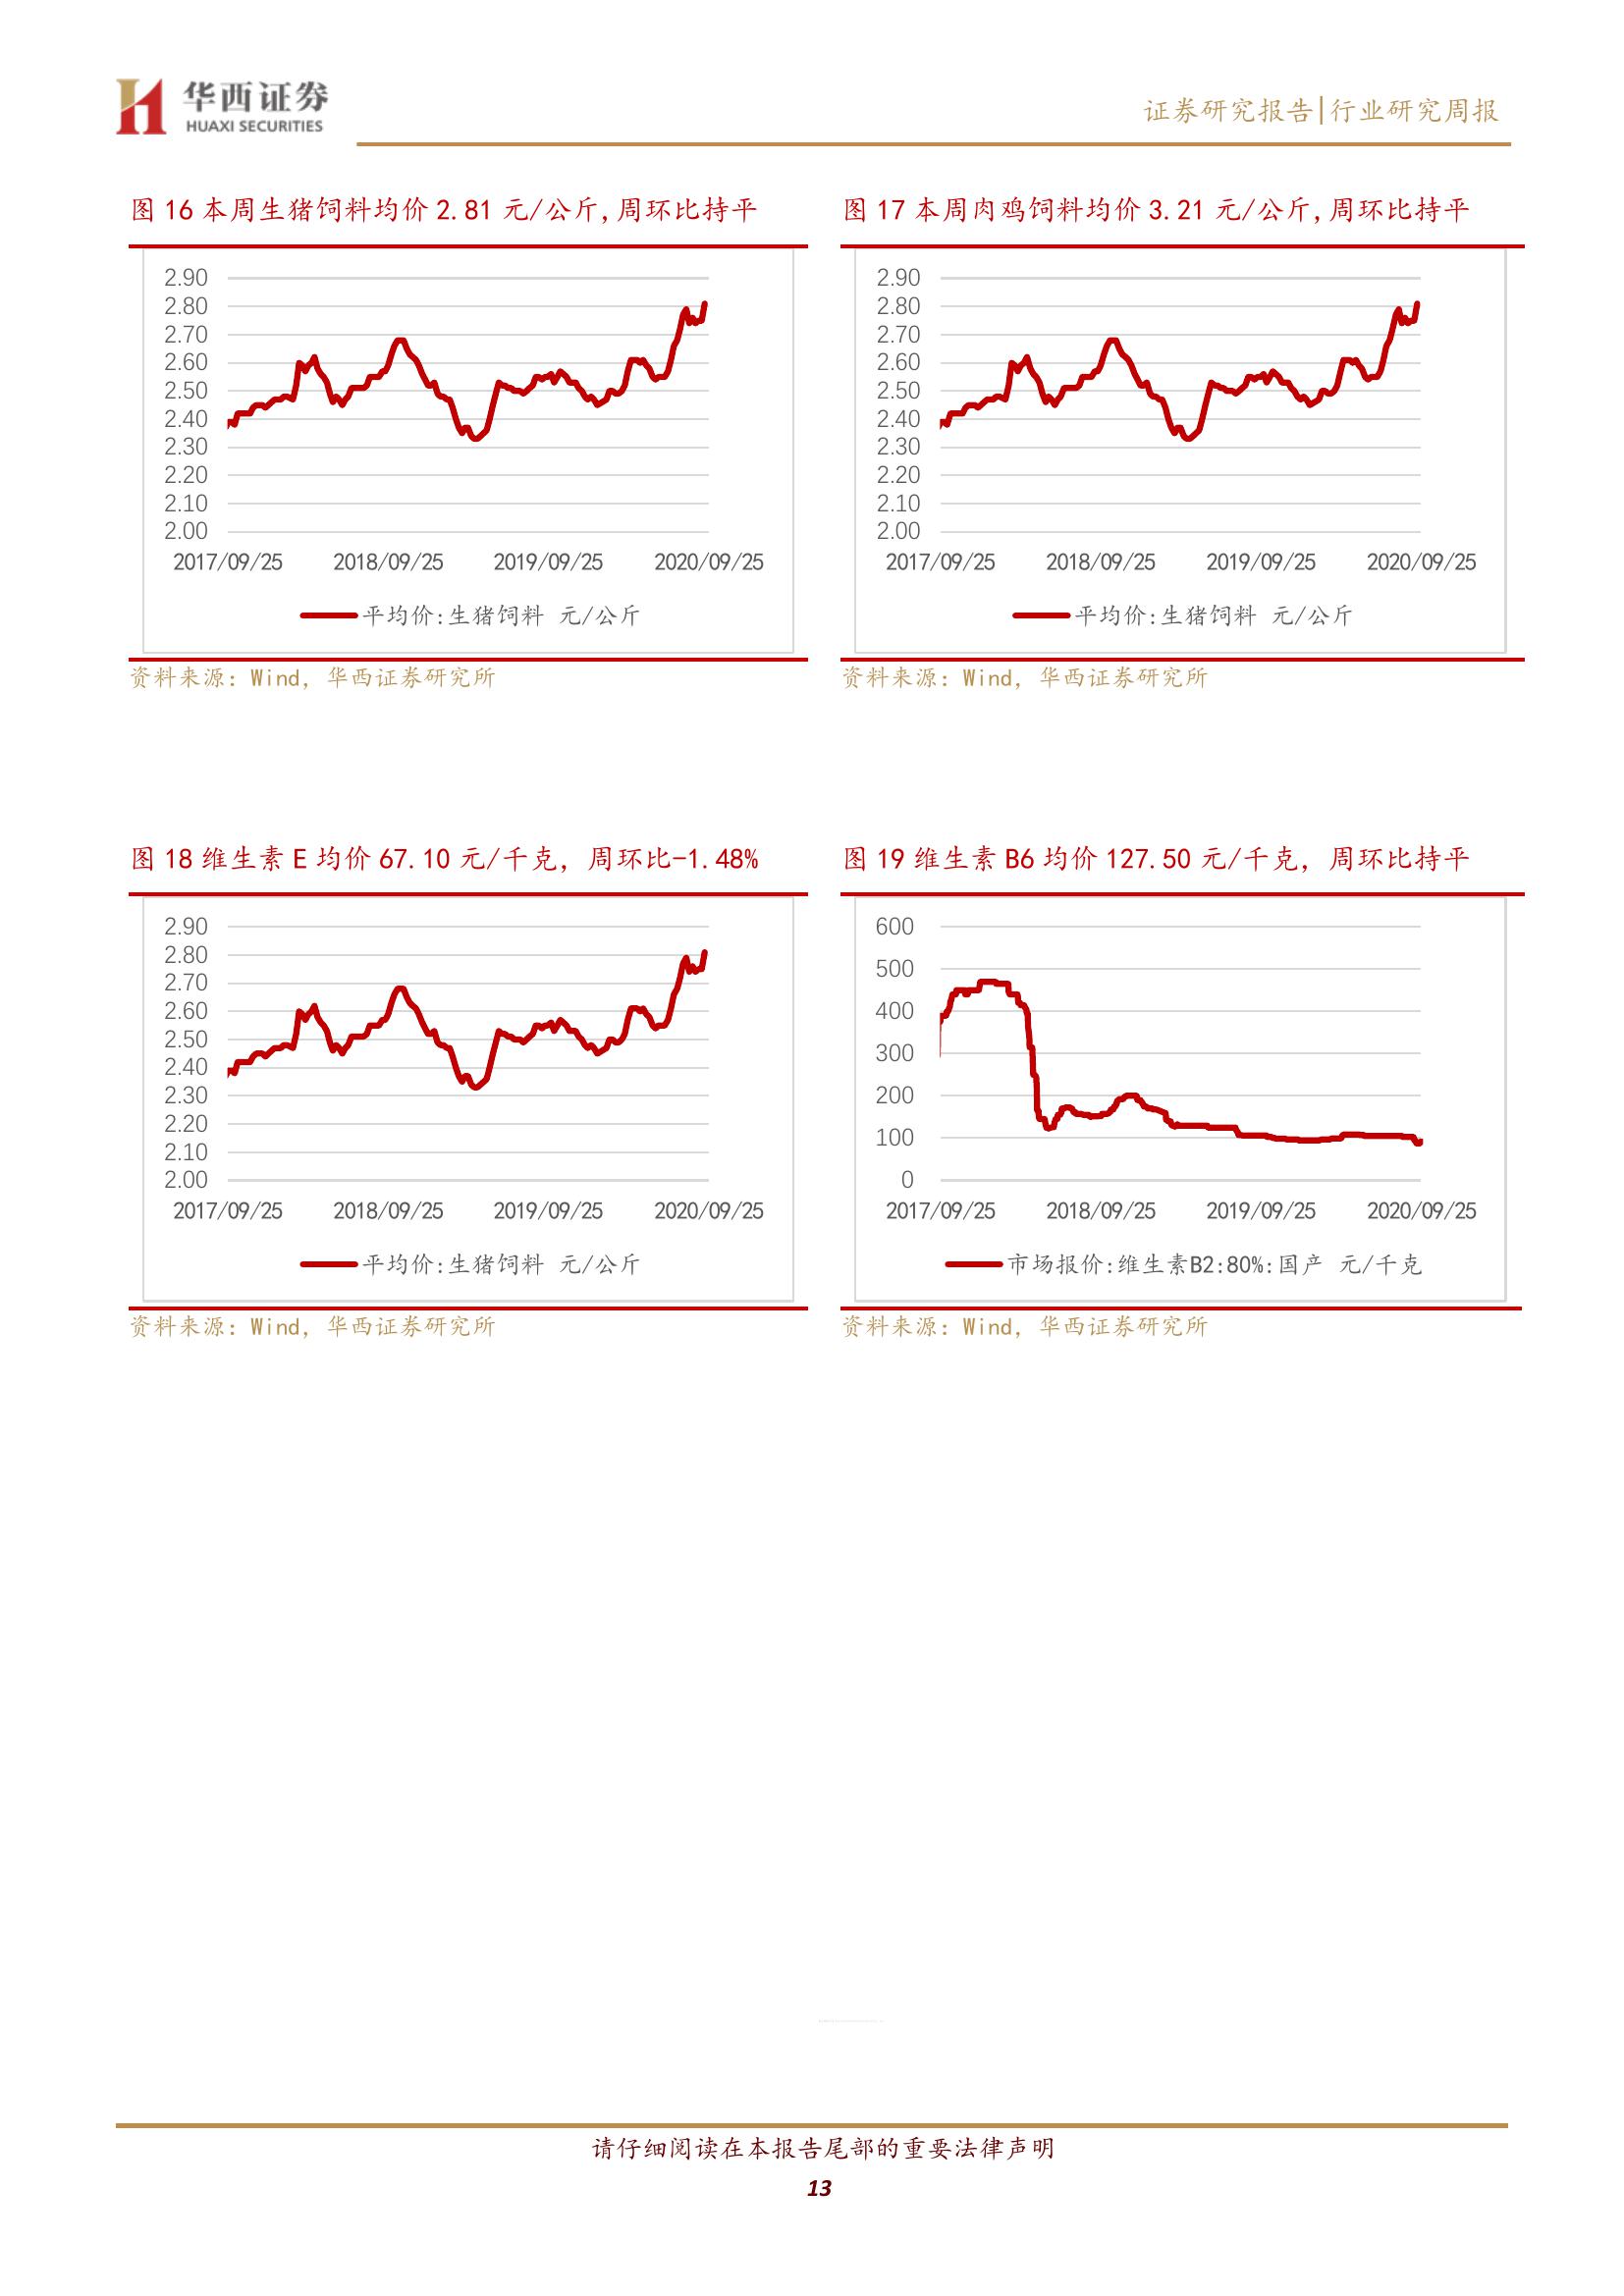 华西证券
HUAXI SECURITIES
证券研究报告|行业研究周报
图 16 本周生猪饲料均价 2.81 元/公斤,周环比持平
2.90
2.80
2.70
2.60
2.50
2.40
2.30
2.20
2.10
2.00
2017/09/25 2018/09/25 2019/09/25 2020/09/25
平均价:生猪饲料 元/公斤
资料来源：Wind，华西证券研究所
图 17 本周肉鸡饲料均价 3.21 元/公斤,周环比持平
2.90
2.80
2.70
2.60
2.50
2.40
2.30
2.20
2.10
2.00
2017/09/25 2018/09/25 2019/09/25 2020/09/25
平均价:生猪饲料 元/公斤
资料来源：Wind，华西证券研究所
图 18 维生素 E 均价 67.10 元/千克，周环比-1.48%
2.90
2.80
2.70
2.60
2.50
2.40
2.30
2.20
2.10
2.00
2017/09/25 2018/09/25 2019/09/25 2020/09/25
平均价:生猪饲料 元/公斤
资料来源：Wind，华西证券研究所
图 19 维生素 B6 均价 127.50 元/千克，周环比持平
600
500
400
300
200
100
0
2017/09/25 2018/09/25 2019/09/25 2020/09/25
市场报价:维生素B2:80%:国产 元/千克
资料来源：Wind，华西证券研究所
请仔细阅读在本报告尾部的重要法律声明
13